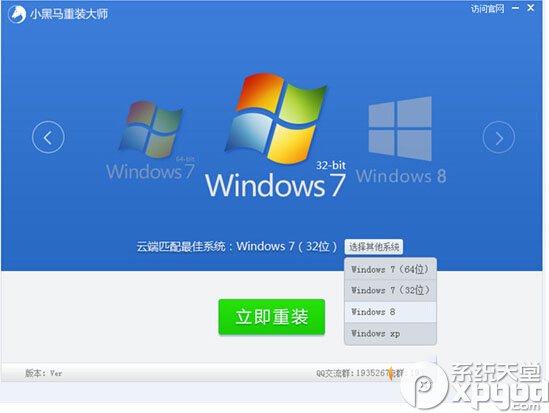 小黑马重装大师 访问官网
64-bit
Windows 7
32-bit
Windows 7
Windows 8
云端匹配最佳系统：Windows 7（32位） 选择其他系统
Windows 7（64位）
Windows 7（32位）
Windows 8
Windows xp
立即重装
版本：Ver QQ交流群：1935267
系统天堂